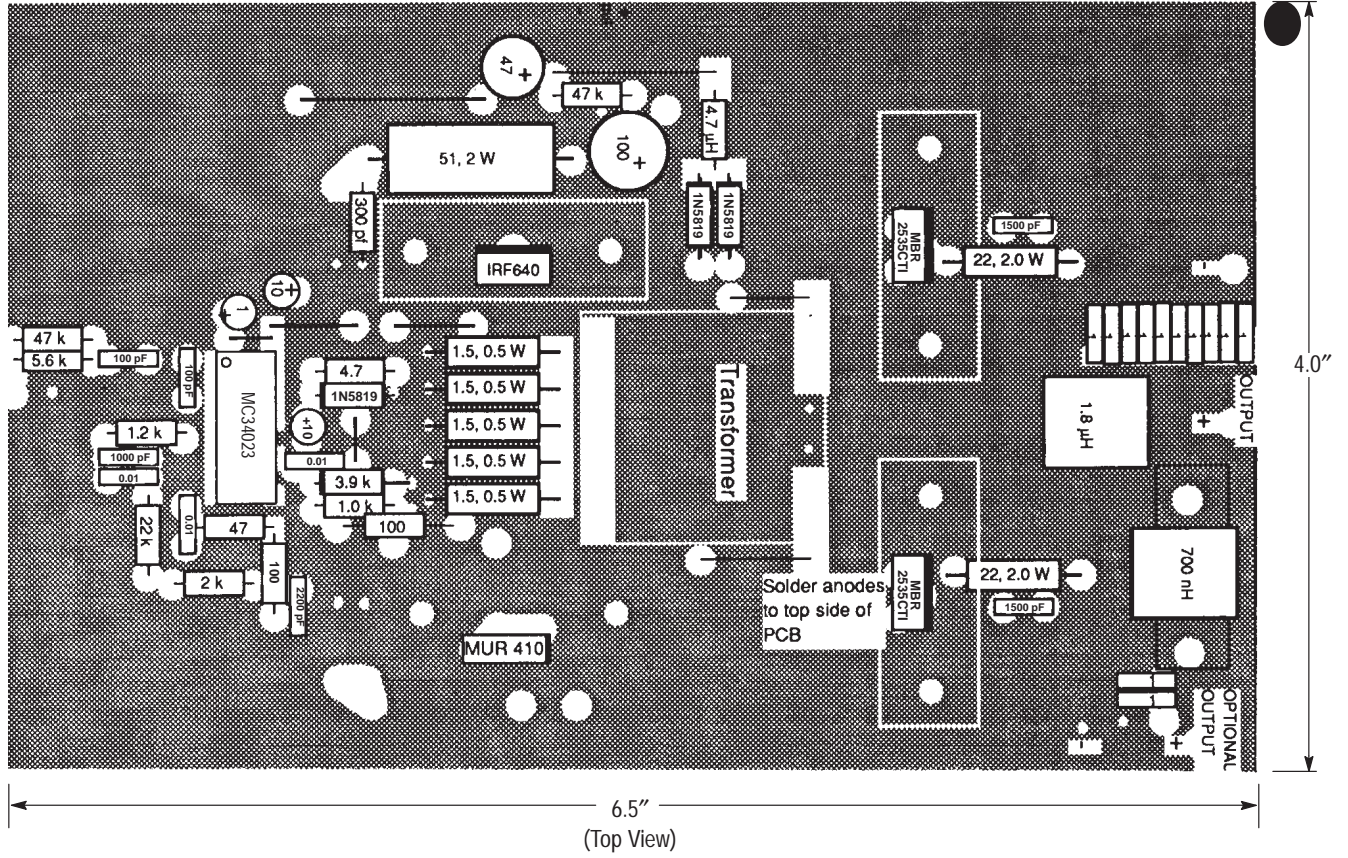 47
+
47 k
4.7 µH
51, 2 W
100
+
300 pf
1N5819
1N5819
IRF640
MBR
2535CTI
1500 pF
22, 2.0 W
-
10
+
1
+
47 k
5.6 k
100 pF
100 pF
MC34023
4.7
1N5819
+10
0.01
3.9 k
1.0 k
100
1.5, 0.5 W
1.5, 0.5 W
1.5, 0.5 W
1.5, 0.5 W
1.5, 0.5 W
Transformer
1.2 k
1000 pF
0.01
22 k
0.01
47
2 k
100
2200 pF
MUR 410
Solder anodes
to top side of
PCB
MBR
2535CTI
22, 2.0 W
1500 pF
1.8 µH
+
OUTPUT
700 nH
1
1
-
+
OPTIONAL
OUTPUT
4.0″
6.5″
(Top View)